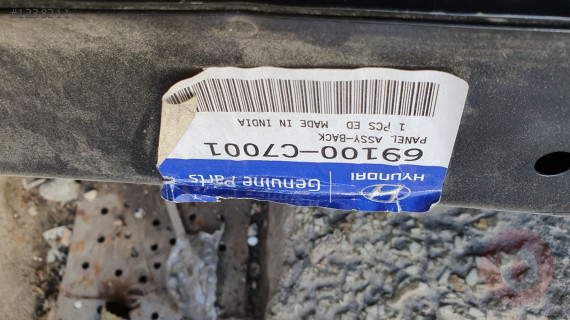 HYUNDAI
Genuine Parts
69100-C7001
PANEL ASSY-BACK
1 PCS ED MADE IN INDIA